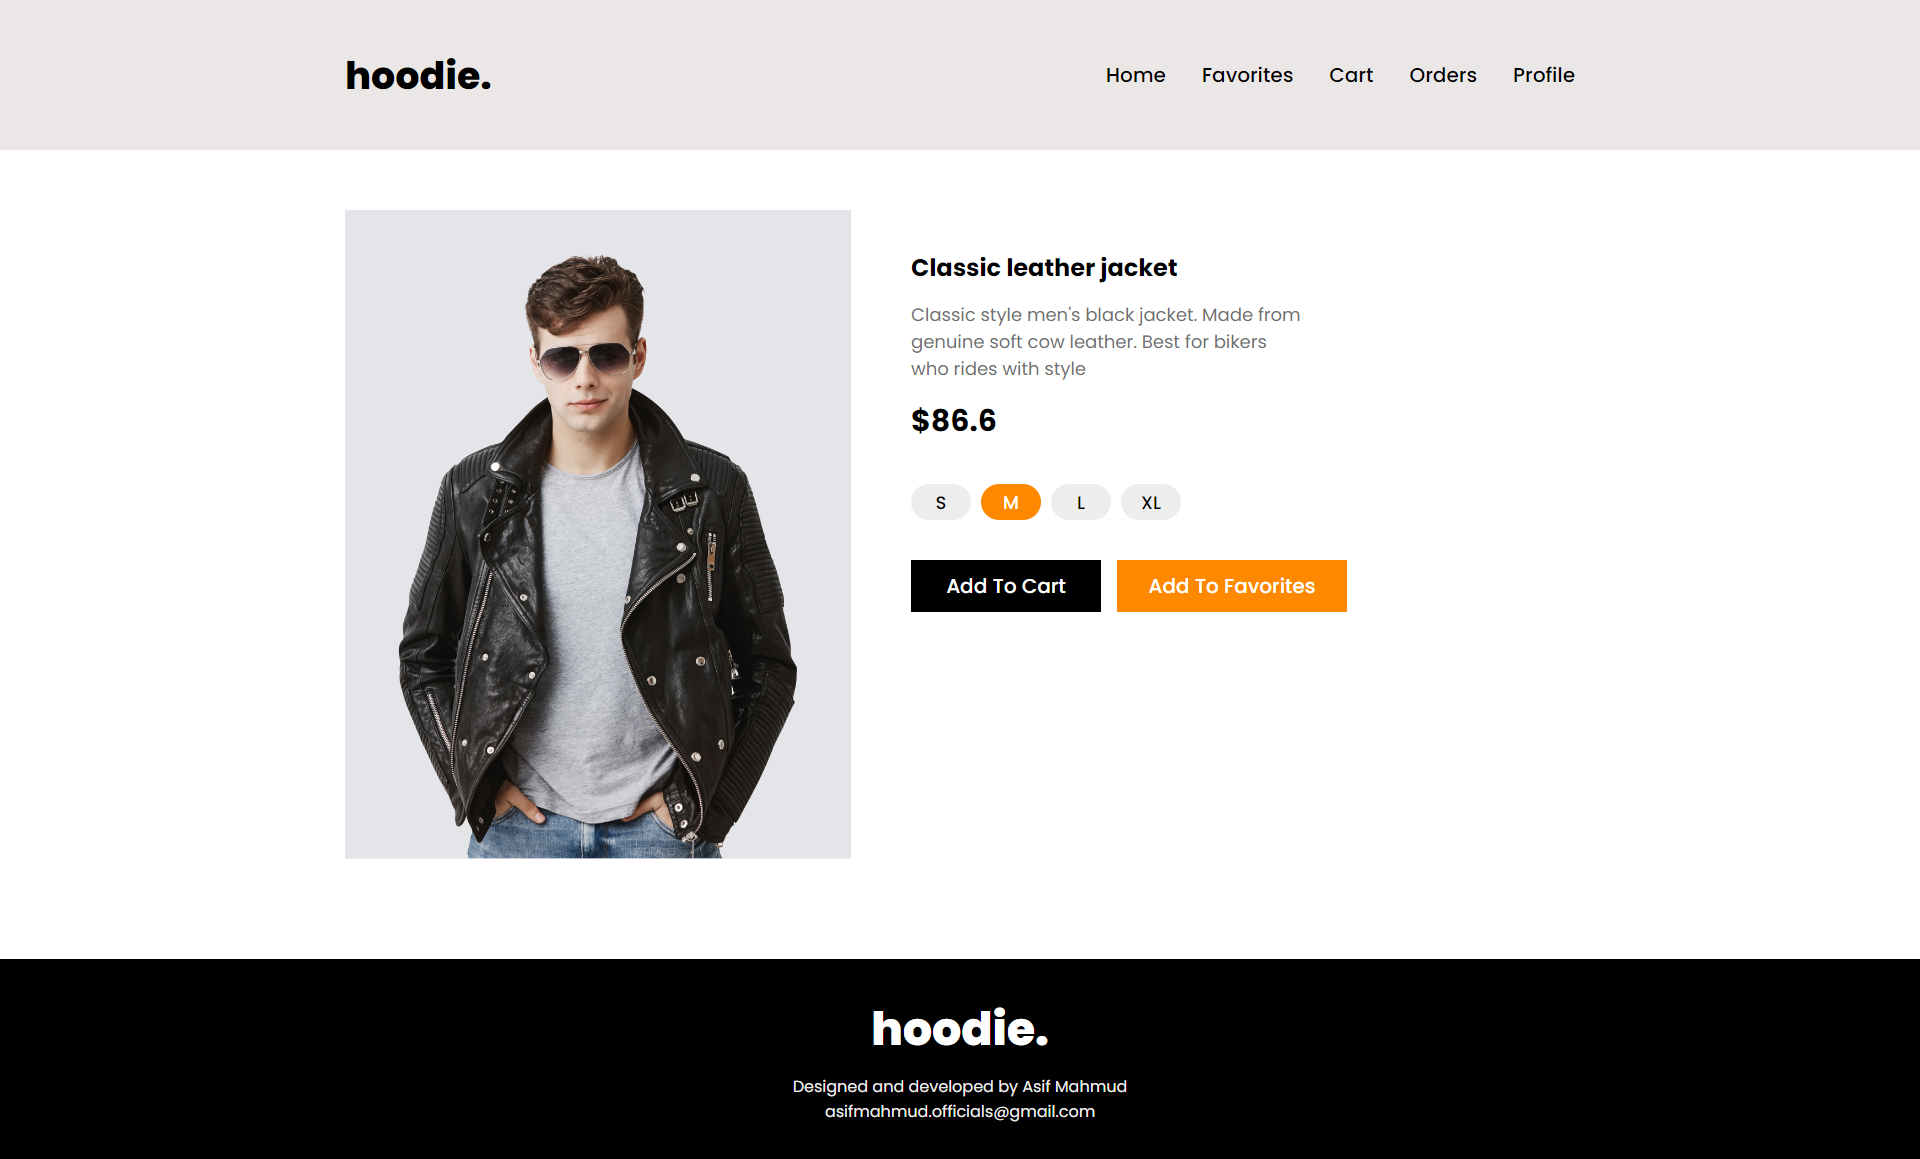 hoodie.
Home Favorites Cart Orders Profile
Classic leather jacket
Classic style men's black jacket. Made from
genuine soft cow leather. Best for bikers
who rides with style
$86.6
S M L XL
Add To Cart Add To Favorites
hoodie.
Designed and developed by Asif Mahmud
asifmahmud.officials@gmail.com